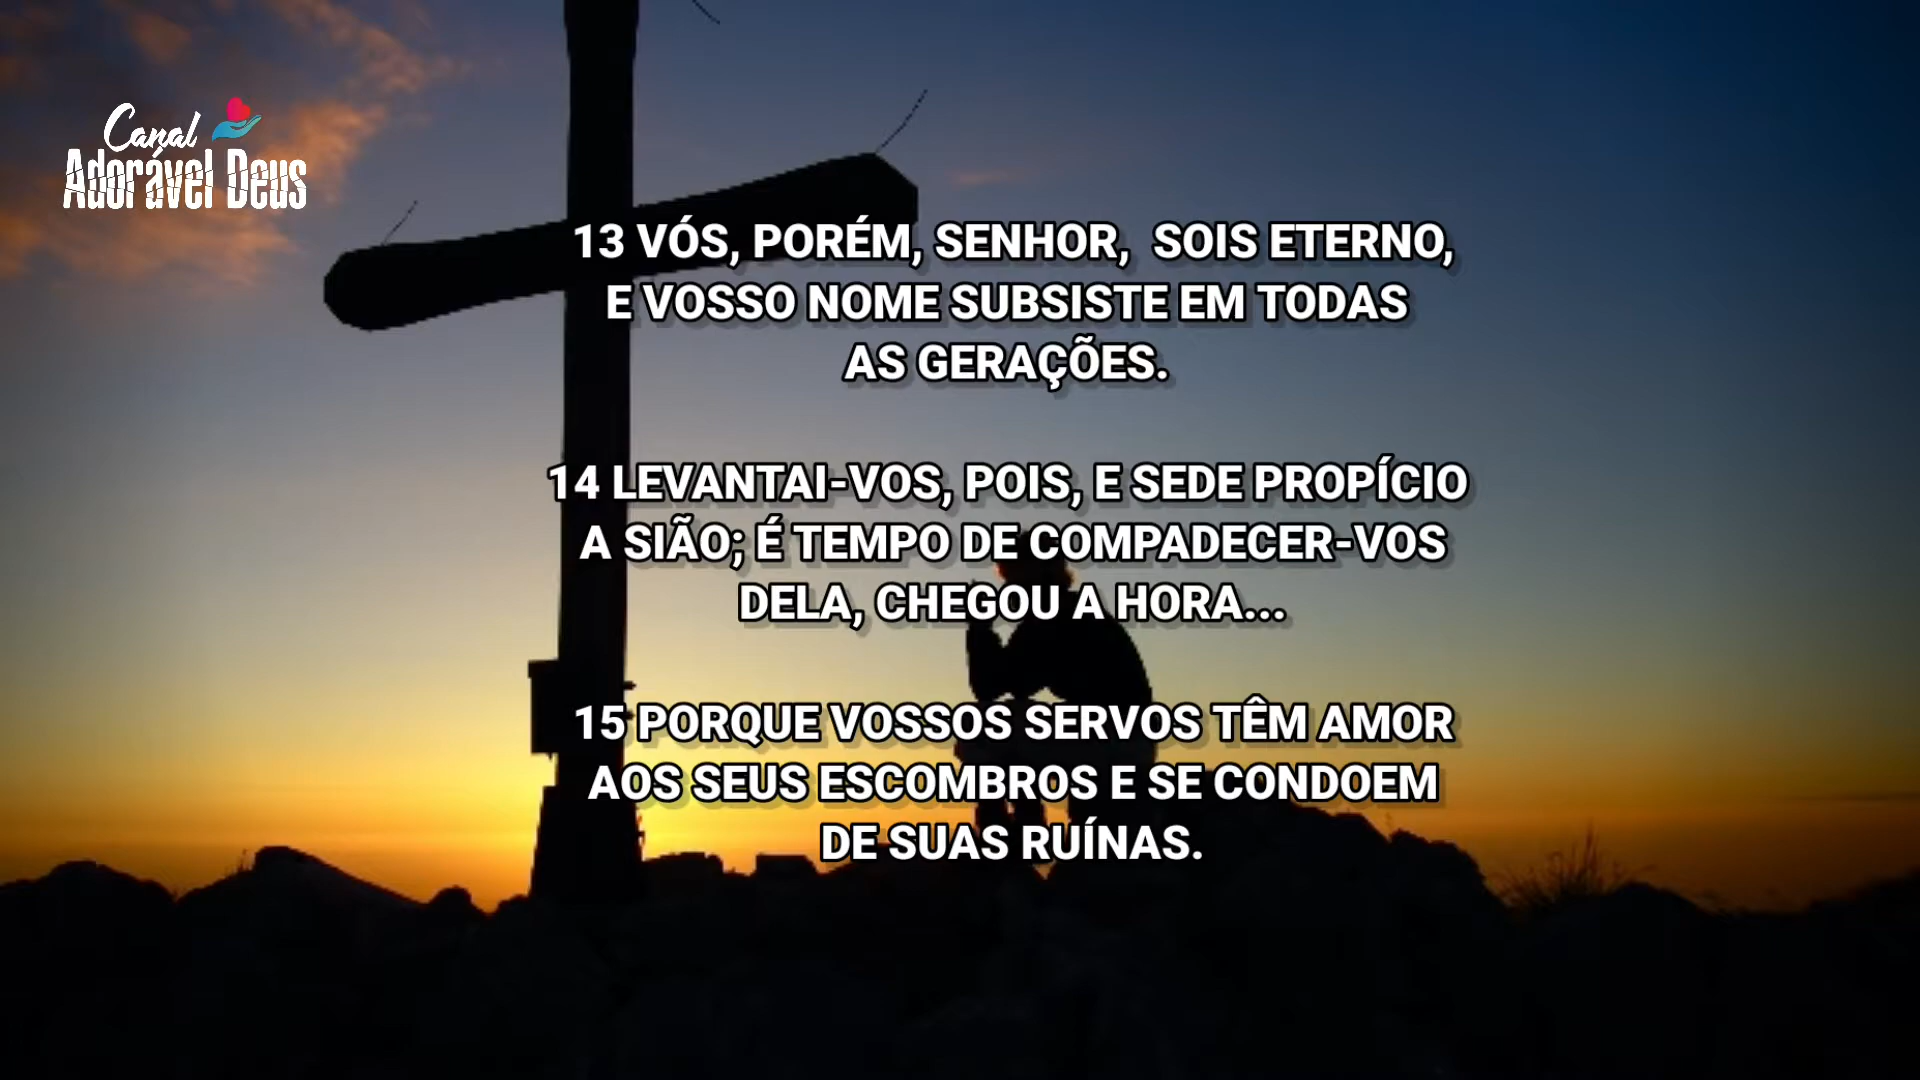 Canal
Adorável Deus
13 VÓS, PORÉM, SENHOR, SOIS ETERNO,
E VOSSO NOME SUBSISTE EM TODAS
AS GERAÇÕES.
14 LEVANTAI-VOS, POIS, E SEDE PROPÍCIO
A SIÃO; É TEMPO DE COMPADECER-VOS
DELA, CHEGOU A HORA...
15 PORQUE VOSSOS SERVOS TÊM AMOR
AOS SEUS ESCOMBROS E SE CONDOEM
DE SUAS RUÍNAS.